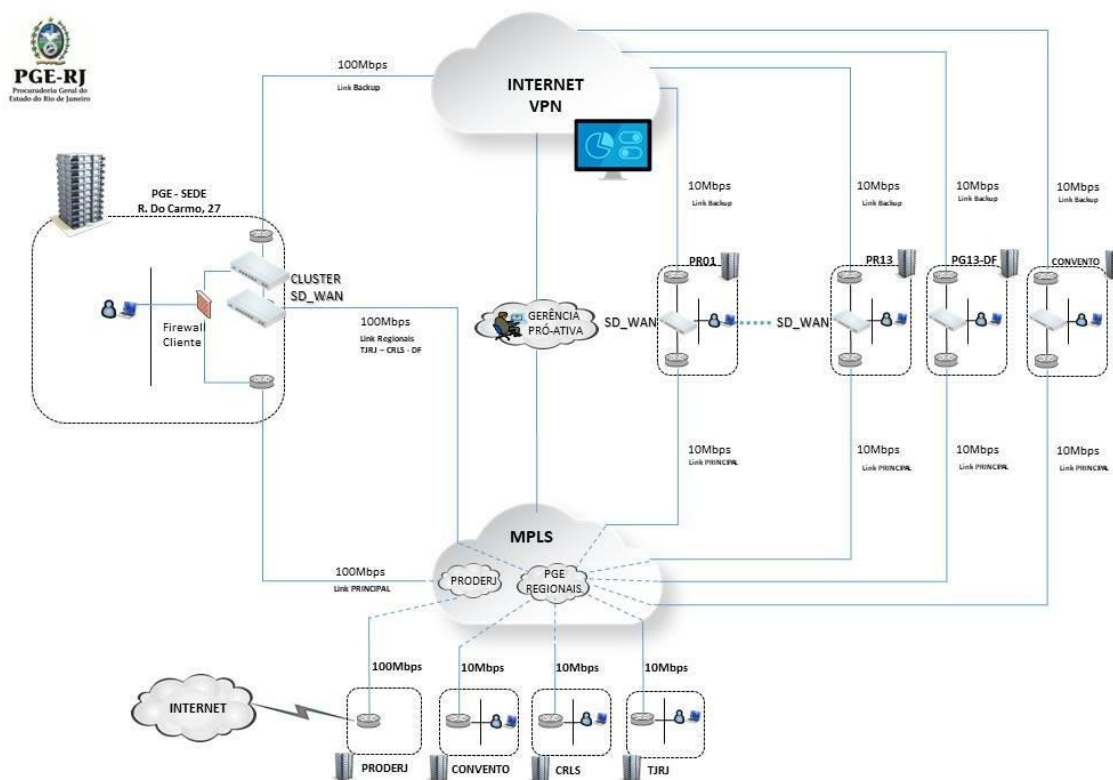 PGE-RJ
Procuradoria Geral do
Estado do Rio de Janeiro
100Mbps
Link Backup
INTERNET
VPN
PGE - SEDE
R. Do Carmo, 27
CLUSTER
SD_WAN
Firewall
Cliente
100Mbps
Link Regionais
TJRJ – CRLS - DF
GERÊNCIA
PRÓ-ATIVA
10Mbps
Link Backup
10Mbps
Link Backup
10Mbps
Link Backup
10Mbps
Link Backup
PR01
PR13
PG13-DF
CONVENTO
SD_WAN
SD_WAN
10Mbps
Link PRINCIPAL
10Mbps
Link PRINCIPAL
10Mbps
Link PRINCIPAL
10Mbps
Link PRINCIPAL
MPLS
PRODERJ
PGE
REGIONAIS
100Mbps
Link PRINCIPAL
100Mbps
10Mbps
10Mbps
10Mbps
INTERNET
PRODERJ
CONVENTO
CRLS
TJRJ